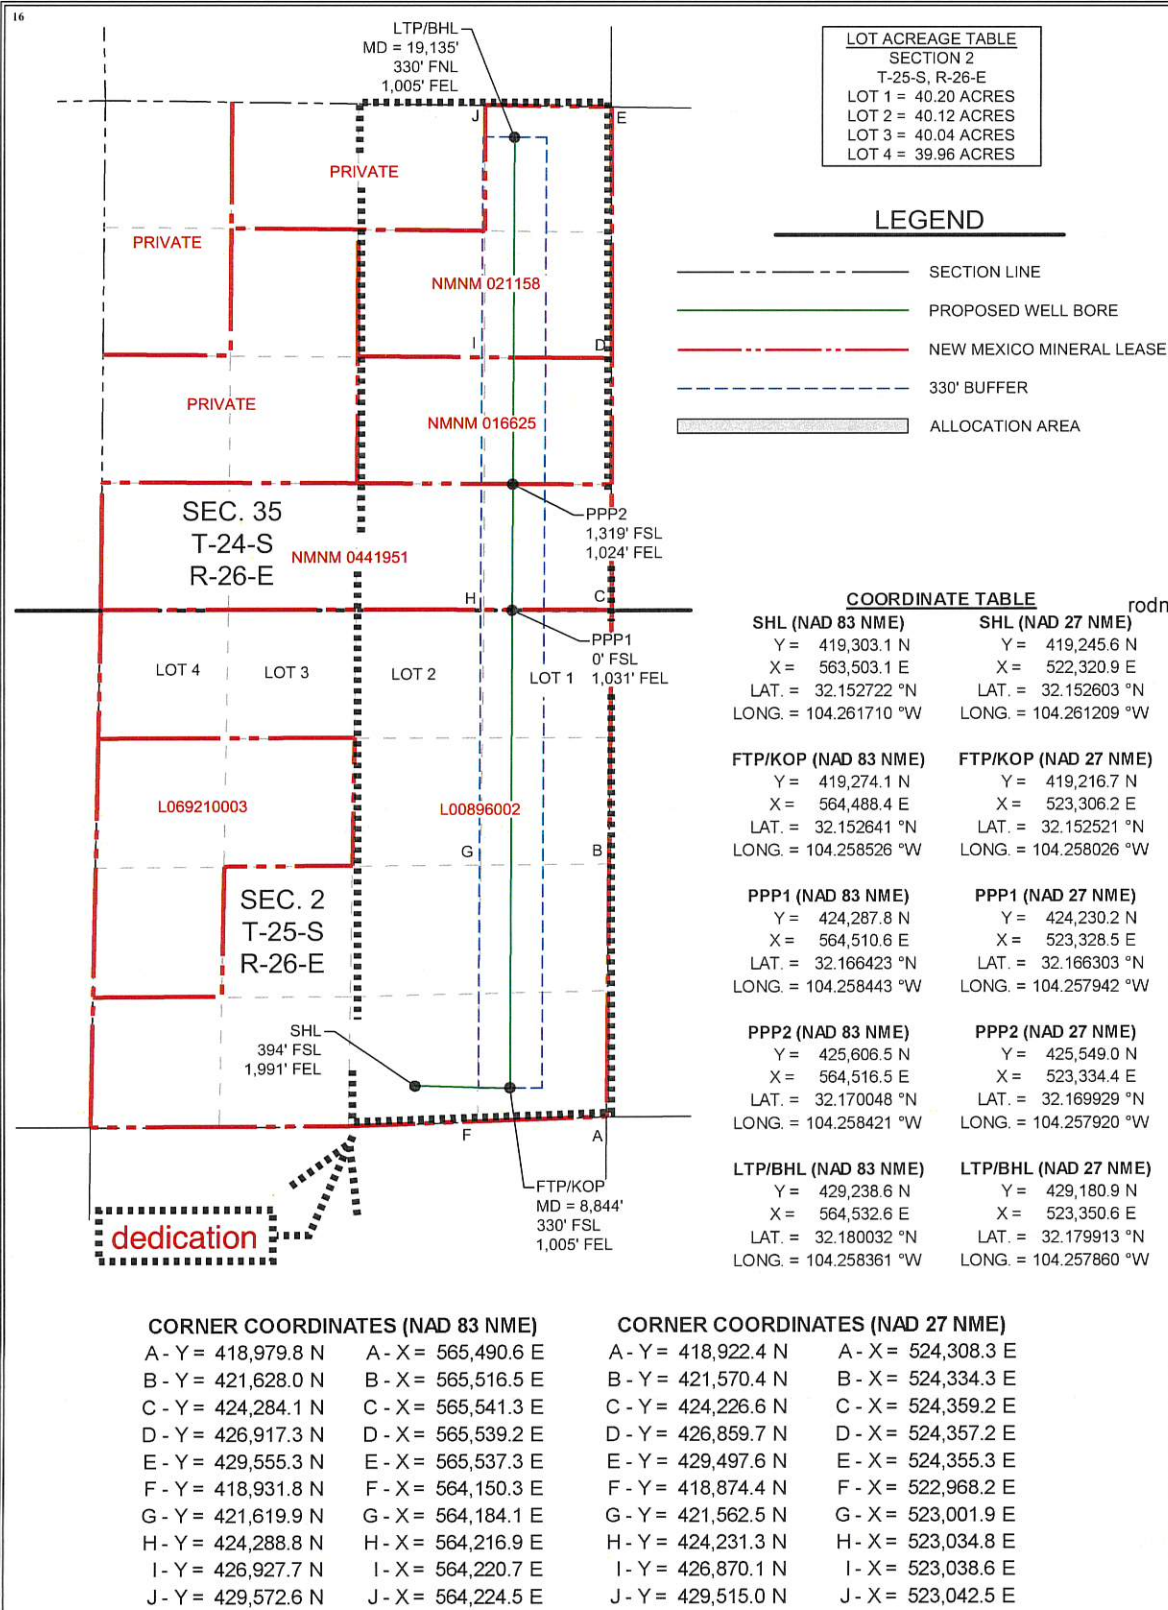 16
LTP/BHL
MD = 19,135'
330' FNL
1,005' FEL
LOT ACREAGE TABLE
SECTION 2
T-25-S, R-26-E
LOT 1 = 40.20 ACRES
LOT 2 = 40.12 ACRES
LOT 3 = 40.04 ACRES
LOT 4 = 39.96 ACRES
J
E
PRIVATE
PRIVATE
NMNM 021158
I
D
PRIVATE
NMNM 016625
LEGEND
SECTION LINE
PROPOSED WELL BORE
NEW MEXICO MINERAL LEASE
330' BUFFER
ALLOCATION AREA
SEC. 35
T-24-S
R-26-E
NMNM 0441951
PPP2
1,319' FSL
1,024' FEL
H
C
PPP1
0' FSL
1,031' FEL
LOT 4
LOT 3
LOT 2
LOT 1
L069210003
L00896002
G
B
SEC. 2
T-25-S
R-26-E
SHL
394' FSL
1,991' FEL
F
A
FTP/KOP
MD = 8,844'
330' FSL
1,005' FEL
dedication
COORDINATE TABLE
rodn
SHL (NAD 83 NME) SHL (NAD 27 NME)
Y = 419,303.1 N Y = 419,245.6 N
X = 563,503.1 E X = 522,320.9 E
LAT. = 32.152722 °N LAT. = 32.152603 °N
LONG. = 104.261710 °W LONG. = 104.261209 °W
FTP/KOP (NAD 83 NME) FTP/KOP (NAD 27 NME)
Y = 419,274.1 N Y = 419,216.7 N
X = 564,488.4 E X = 523,306.2 E
LAT. = 32.152641 °N LAT. = 32.152521 °N
LONG. = 104.258526 °W LONG. = 104.258026 °W
PPP1 (NAD 83 NME) PPP1 (NAD 27 NME)
Y = 424,287.8 N Y = 424,230.2 N
X = 564,510.6 E X = 523,328.5 E
LAT. = 32.166423 °N LAT. = 32.166303 °N
LONG. = 104.258443 °W LONG. = 104.257942 °W
PPP2 (NAD 83 NME) PPP2 (NAD 27 NME)
Y = 425,606.5 N Y = 425,549.0 N
X = 564,516.5 E X = 523,334.4 E
LAT. = 32.170048 °N LAT. = 32.169929 °N
LONG. = 104.258421 °W LONG. = 104.257920 °W
LTP/BHL (NAD 83 NME) LTP/BHL (NAD 27 NME)
Y = 429,238.6 N Y = 429,180.9 N
X = 564,532.6 E X = 523,350.6 E
LAT. = 32.180032 °N LAT. = 32.179913 °N
LONG. = 104.258361 °W LONG. = 104.257860 °W
CORNER COORDINATES (NAD 83 NME) CORNER COORDINATES (NAD 27 NME)
A - Y = 418,979.8 N A - X = 565,490.6 E A - Y = 418,922.4 N A - X = 524,308.3 E
B - Y = 421,628.0 N B - X = 565,516.5 E B - Y = 421,570.4 N B - X = 524,334.3 E
C - Y = 424,284.1 N C - X = 565,541.3 E C - Y = 424,226.6 N C - X = 524,359.2 E
D - Y = 426,917.3 N D - X = 565,539.2 E D - Y = 426,859.7 N D - X = 524,357.2 E
E - Y = 429,555.3 N E - X = 565,537.3 E E - Y = 429,497.6 N E - X = 524,355.3 E
F - Y = 418,931.8 N F - X = 564,150.3 E F - Y = 418,874.4 N F - X = 522,968.2 E
G - Y = 421,619.9 N G - X = 564,184.1 E G - Y = 421,562.5 N G - X = 523,001.9 E
H - Y = 424,288.8 N H - X = 564,216.9 E H - Y = 424,231.3 N H - X = 523,034.8 E
I - Y = 426,927.7 N I - X = 564,220.7 E I - Y = 426,870.1 N I - X = 523,038.6 E
J - Y = 429,572.6 N J - X = 564,224.5 E J - Y = 429,515.0 N J - X = 523,042.5 E